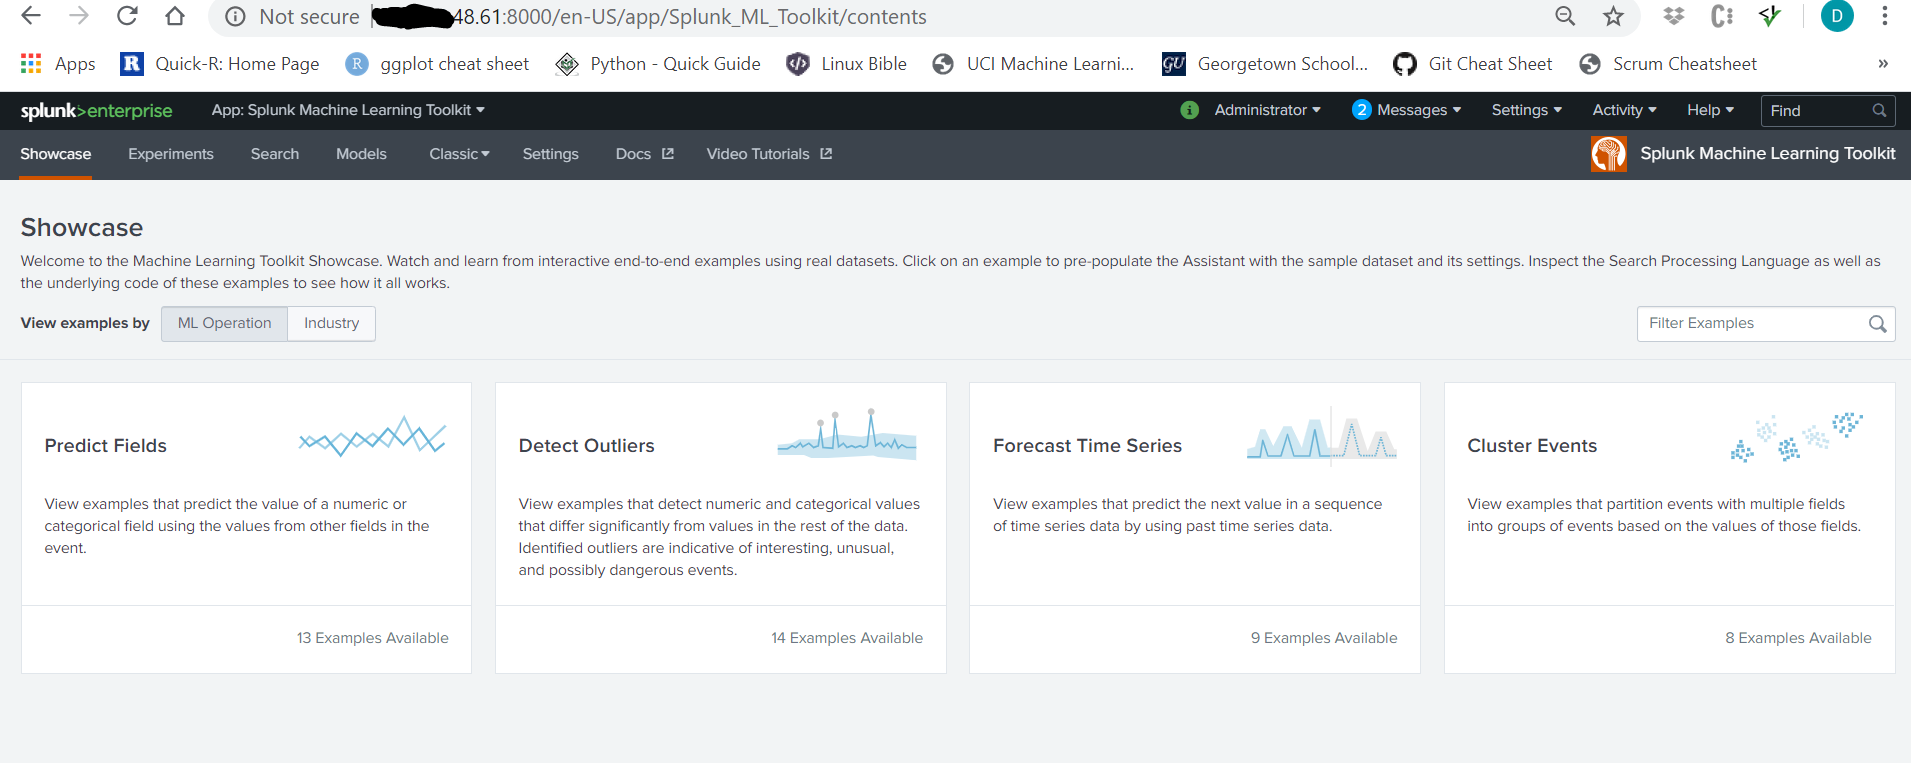 Not secure 48.61:8000/en-US/app/Splunk_ML_Toolkit/contents D
Apps R Quick-R: Home Page R ggplot cheat sheet Python - Quick Guide Linux Bible UCI Machine Learni... GU Georgetown School... Git Cheat Sheet Scrum Cheatsheet »
splunk>enterprise App: Splunk Machine Learning Toolkit i Administrator 2 Messages Settings Activity Help Find
Showcase Experiments Search Models Classic Settings Docs Video Tutorials Splunk Machine Learning Toolkit
Showcase
Welcome to the Machine Learning Toolkit Showcase. Watch and learn from interactive end-to-end examples using real datasets. Click on an example to pre-populate the Assistant with the sample dataset and its settings. Inspect the Search Processing Language as well as
the underlying code of these examples to see how it all works.
View examples by ML Operation Industry Filter Examples
Predict Fields
View examples that predict the value of a numeric or
categorical field using the values from other fields in the
event.
13 Examples Available
Detect Outliers
View examples that detect numeric and categorical values
that differ significantly from values in the rest of the data.
Identified outliers are indicative of interesting, unusual,
and possibly dangerous events.
14 Examples Available
Forecast Time Series
View examples that predict the next value in a sequence
of time series data by using past time series data.
9 Examples Available
Cluster Events
View examples that partition events with multiple fields
into groups of events based on the values of those fields.
8 Examples Available